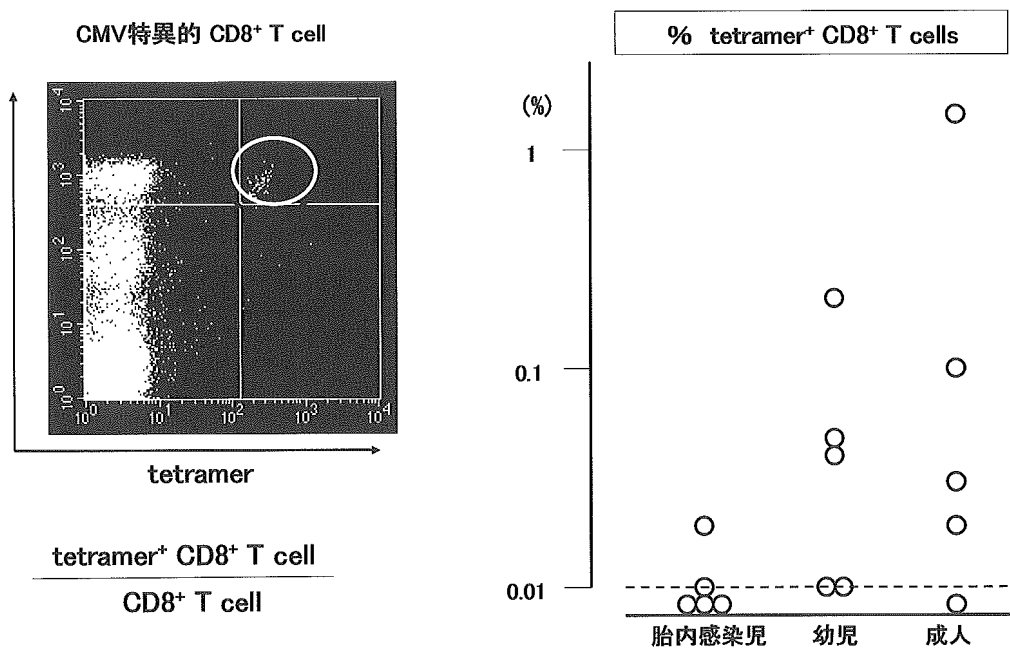 CMV特異的 CD8⁺ T cell
10⁴
10³
10²
10¹
10⁰
10⁰ 10¹ 10² 10³ 10⁴
tetramer
tetramer⁺ CD8⁺ T cell
CD8⁺ T cell
% tetramer⁺ CD8⁺ T cells
(%)
1
0.1
0.01
胎内感染児 幼児 成人